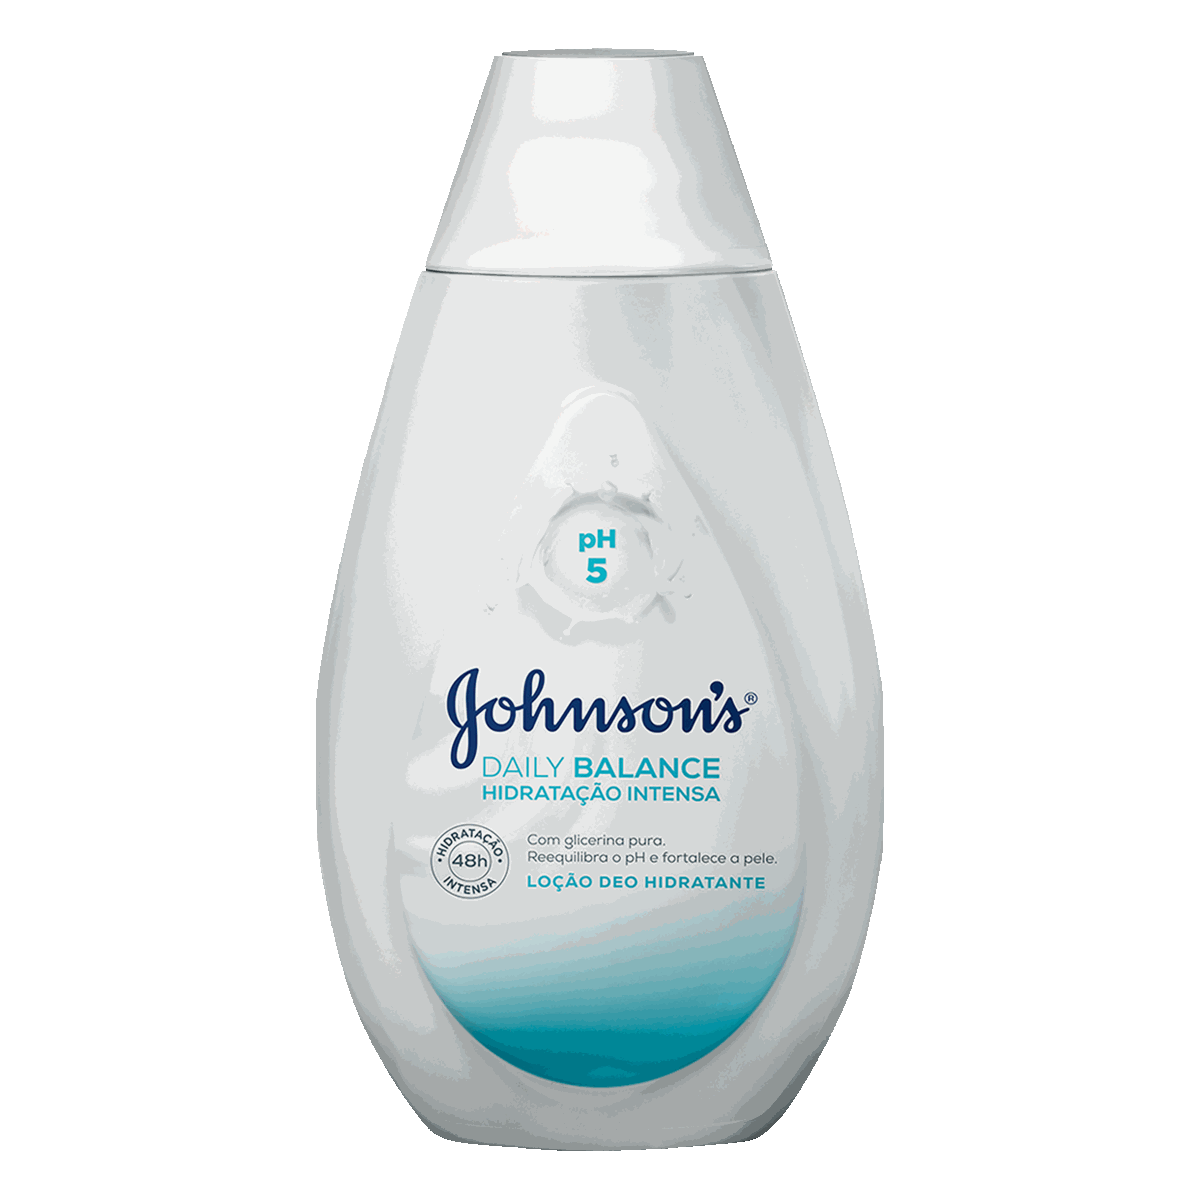 pH
5
Johnson's®
DAILY BALANCE
HIDRATAÇÃO INTENSA
• HIDRATAÇÃO •
48h
INTENSA
Com glicerina pura.
Reequilibra o pH e fortalece a pele.
LOÇÃO DEO HIDRATANTE